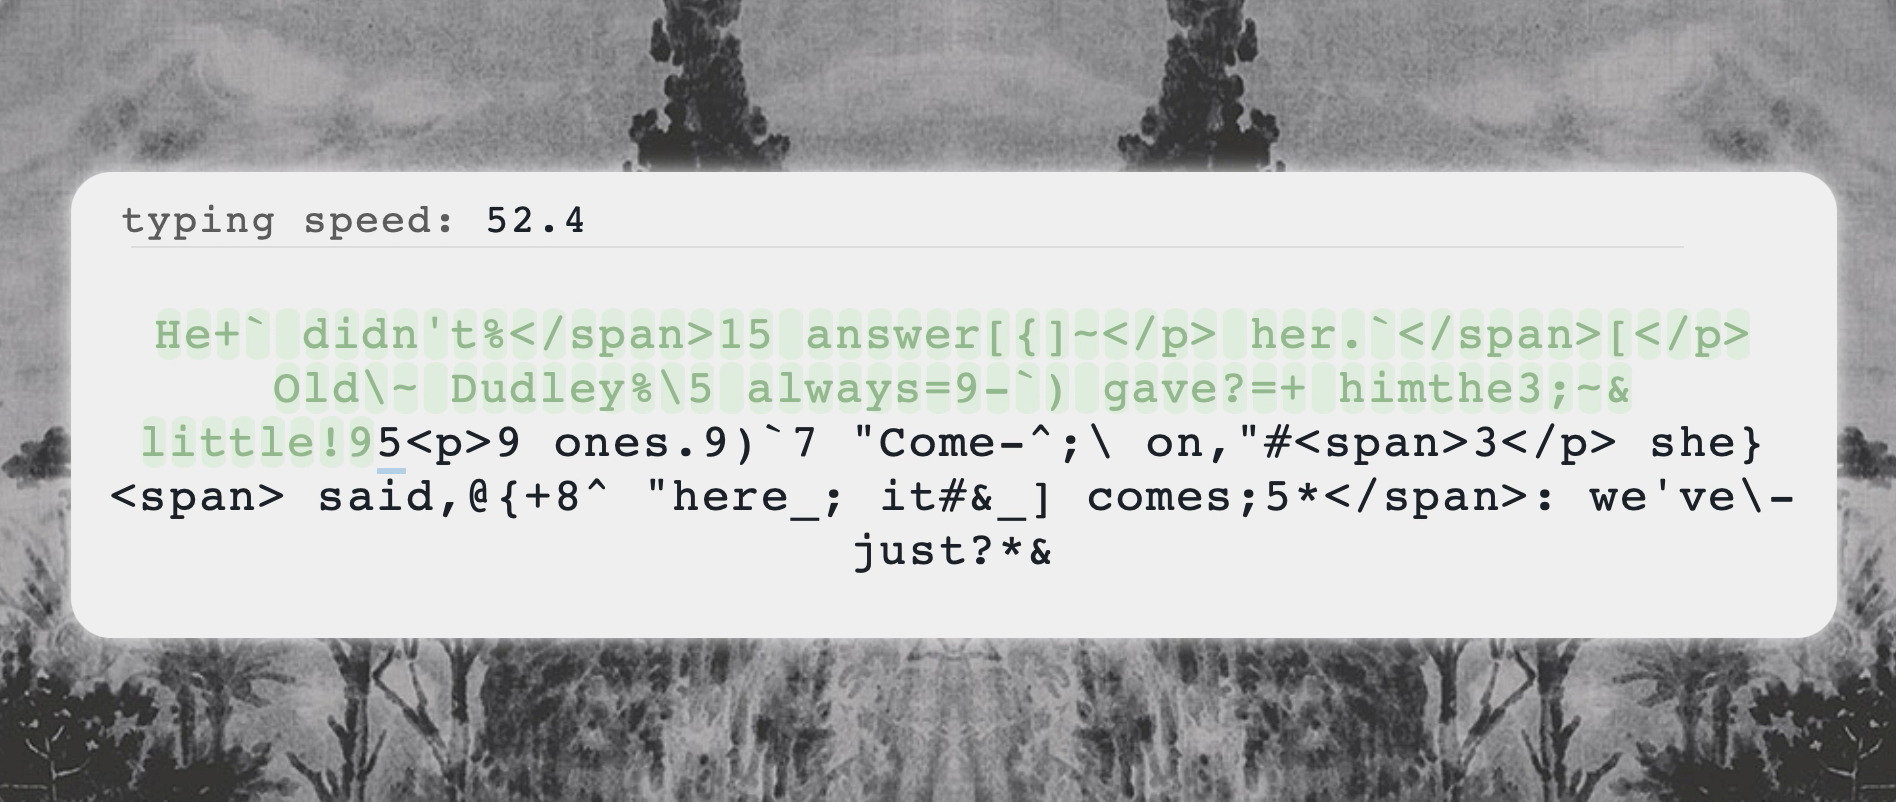 typing speed: 52.4
He+` didn't%</span>15 answer[{]~</p> her.`</span>[</p>
Old\~ Dudley%\5 always=9-`) gave?=+ himthe3;~&
little!95<p>9 ones.9)`7 "Come-^;\ on,"#<span>3</p> she}
<span> said,@{+8^ "here_; it#&_] comes;5*</span>: we've\-
just?*&